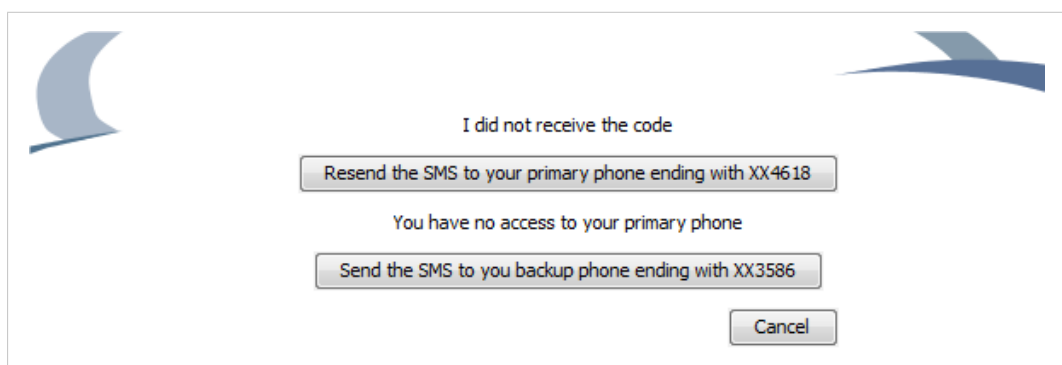 I did not receive the code
Resend the SMS to your primary phone ending with XX4618
You have no access to your primary phone
Send the SMS to you backup phone ending with XX3586
Cancel